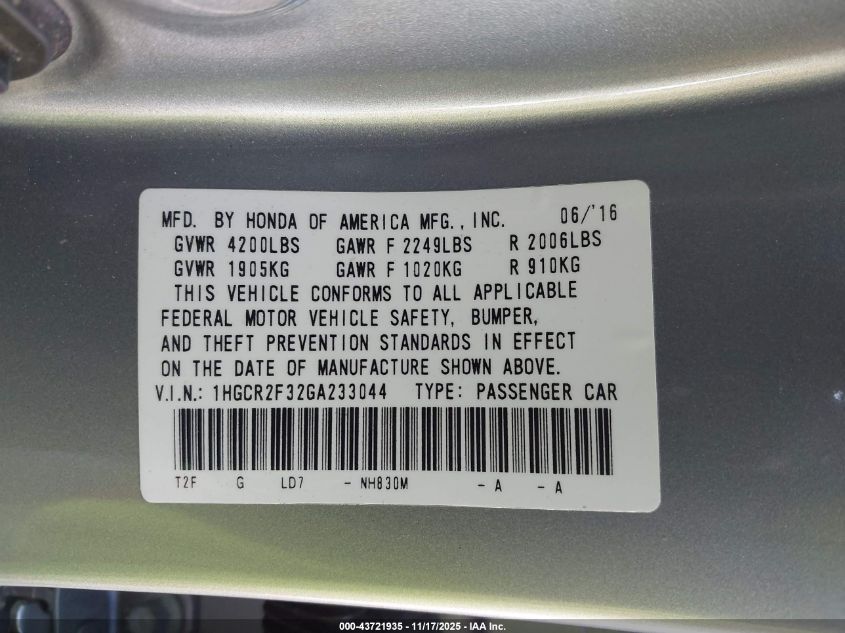 MFD. BY HONDA OF AMERICA MFG., INC. 06/'16
GVWR 4200LBS GAWR F 2249LBS R 2006LBS
GVWR 1905KG GAWR F 1020KG R 910KG
THIS VEHICLE CONFORMS TO ALL APPLICABLE
FEDERAL MOTOR VEHICLE SAFETY, BUMPER,
AND THEFT PREVENTION STANDARDS IN EFFECT
ON THE DATE OF MANUFACTURE SHOWN ABOVE.
V.I.N.: 1HGCR2F32GA233044 TYPE: PASSENGER CAR
T2F G LD7 - NH830M - A - A
000-43721935 - 11/17/2025 - IAA Inc.